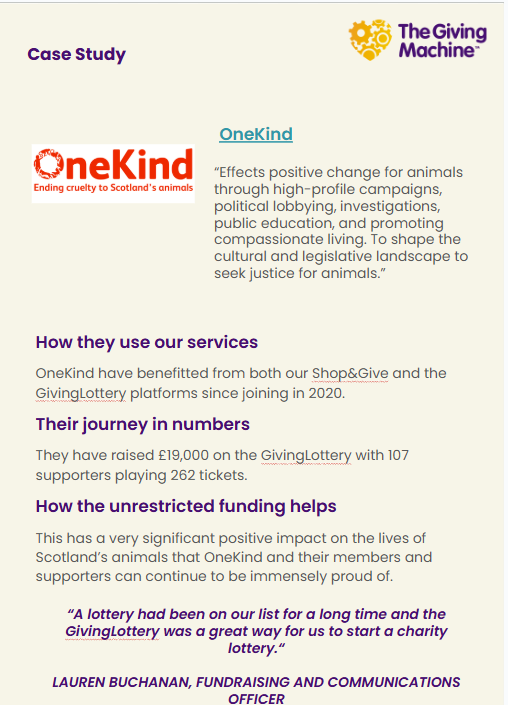 The Giving
Machine™
Case Study
OneKind
OneKind
Ending cruelty to Scotland's animals
“Effects positive change for animals
through high-profile campaigns,
political lobbying, investigations,
public education, and promoting
compassionate living. To shape the
cultural and legislative landscape to
seek justice for animals.”
How they use our services
OneKind have benefitted from both our Shop&Give and the
GivingLottery platforms since joining in 2020.
Their journey in numbers
They have raised £19,000 on the GivingLottery with 107
supporters playing 262 tickets.
How the unrestricted funding helps
This has a very significant positive impact on the lives of
Scotland’s animals that OneKind and their members and
supporters can continue to be immensely proud of.
“A lottery had been on our list for a long time and the
GivingLottery was a great way for us to start a charity
lottery.“
LAUREN BUCHANAN, FUNDRAISING AND COMMUNICATIONS
OFFICER